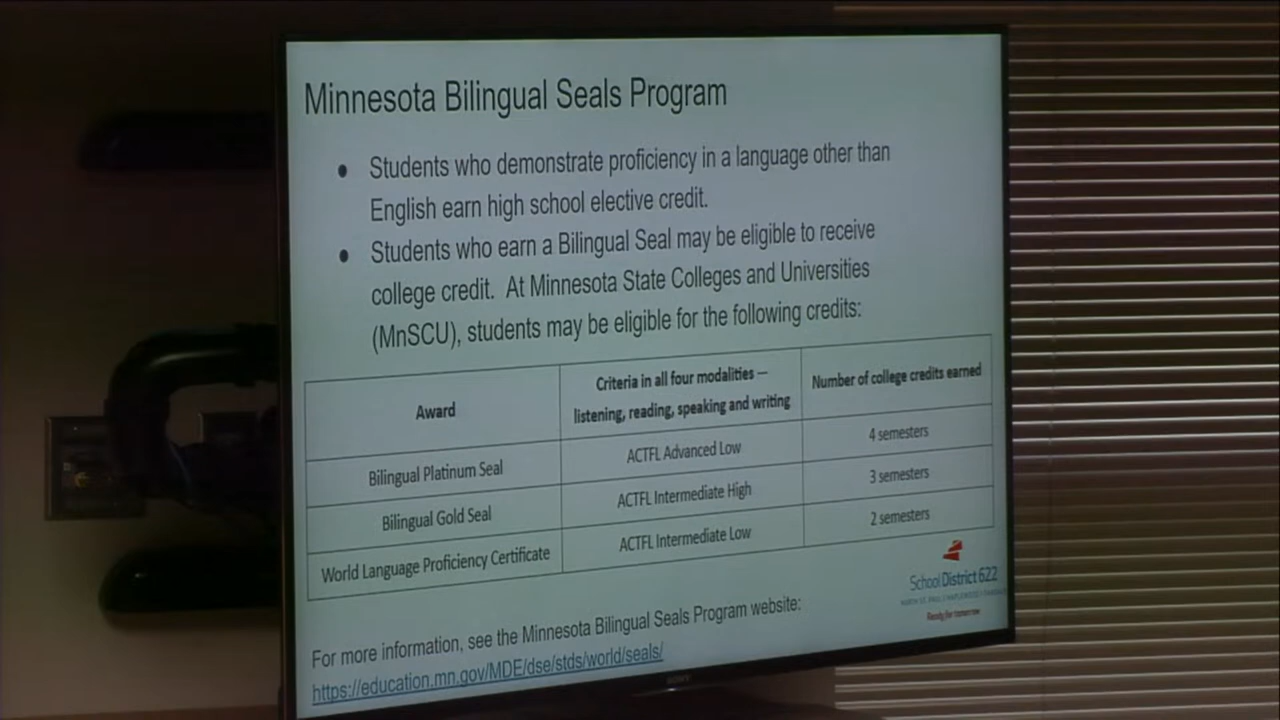 Minnesota Bilingual Seals Program
● Students who demonstrate proficiency in a language other than
English earn high school elective credit.
● Students who earn a Bilingual Seal may be eligible to receive
college credit. At Minnesota State Colleges and Universities
(MnSCU), students may be eligible for the following credits:
Award
Criteria in all four modalities –
listening, reading, speaking and writing
Number of college credits earned
Bilingual Platinum Seal
ACTFL Advanced Low
4 semesters
Bilingual Gold Seal
ACTFL Intermediate High
3 semesters
World Language Proficiency Certificate
ACTFL Intermediate Low
2 semesters
School District 622
Ready for tomorrow
For more information, see the Minnesota Bilingual Seals Program website:
https://education.mn.gov/MDE/dse/stds/world/seals/
SONY